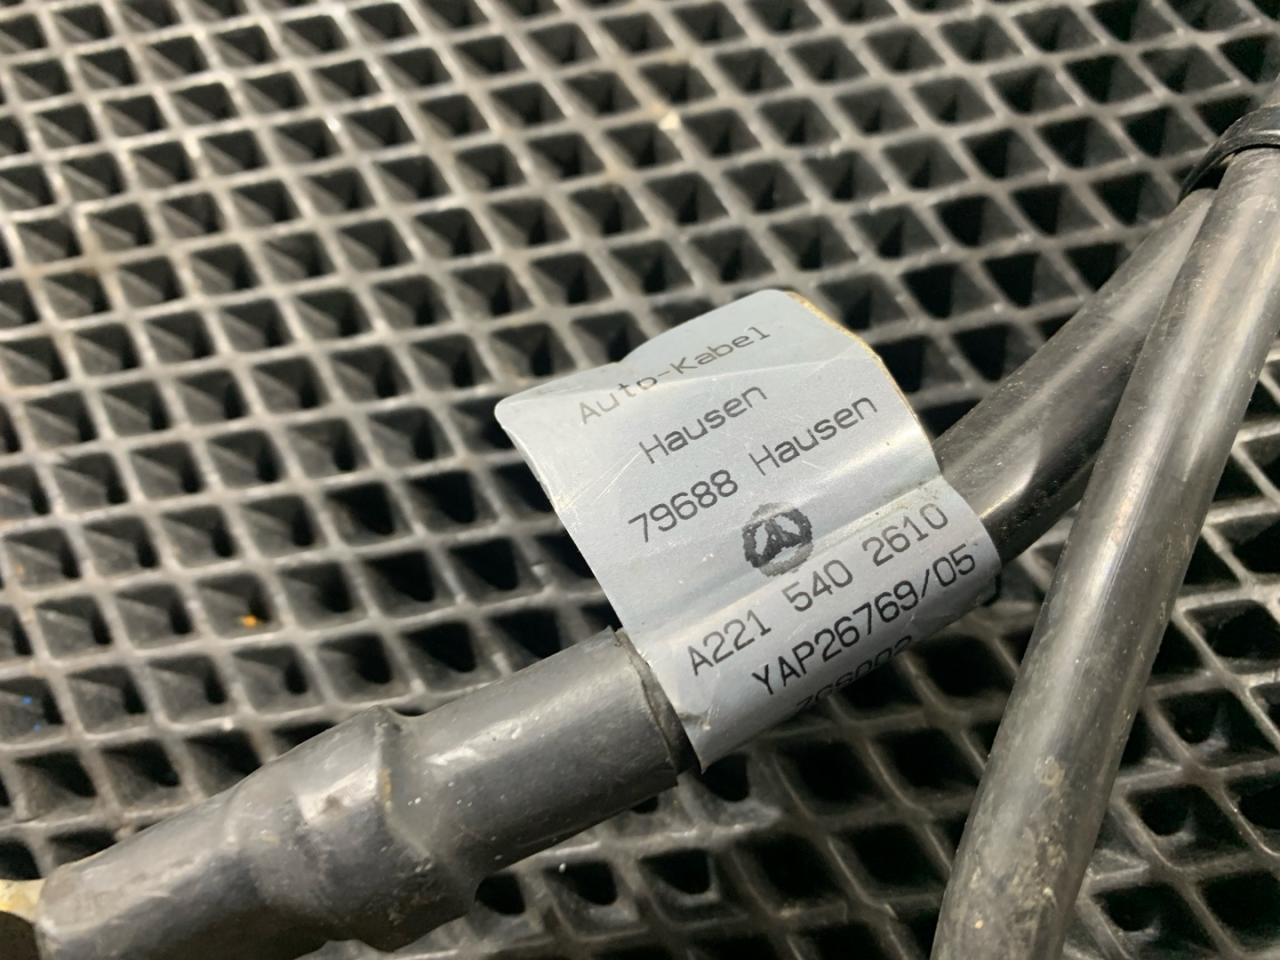 Auto-Kabel
Hausen
79688 Hausen
A221 540 2610
YAP26769/05